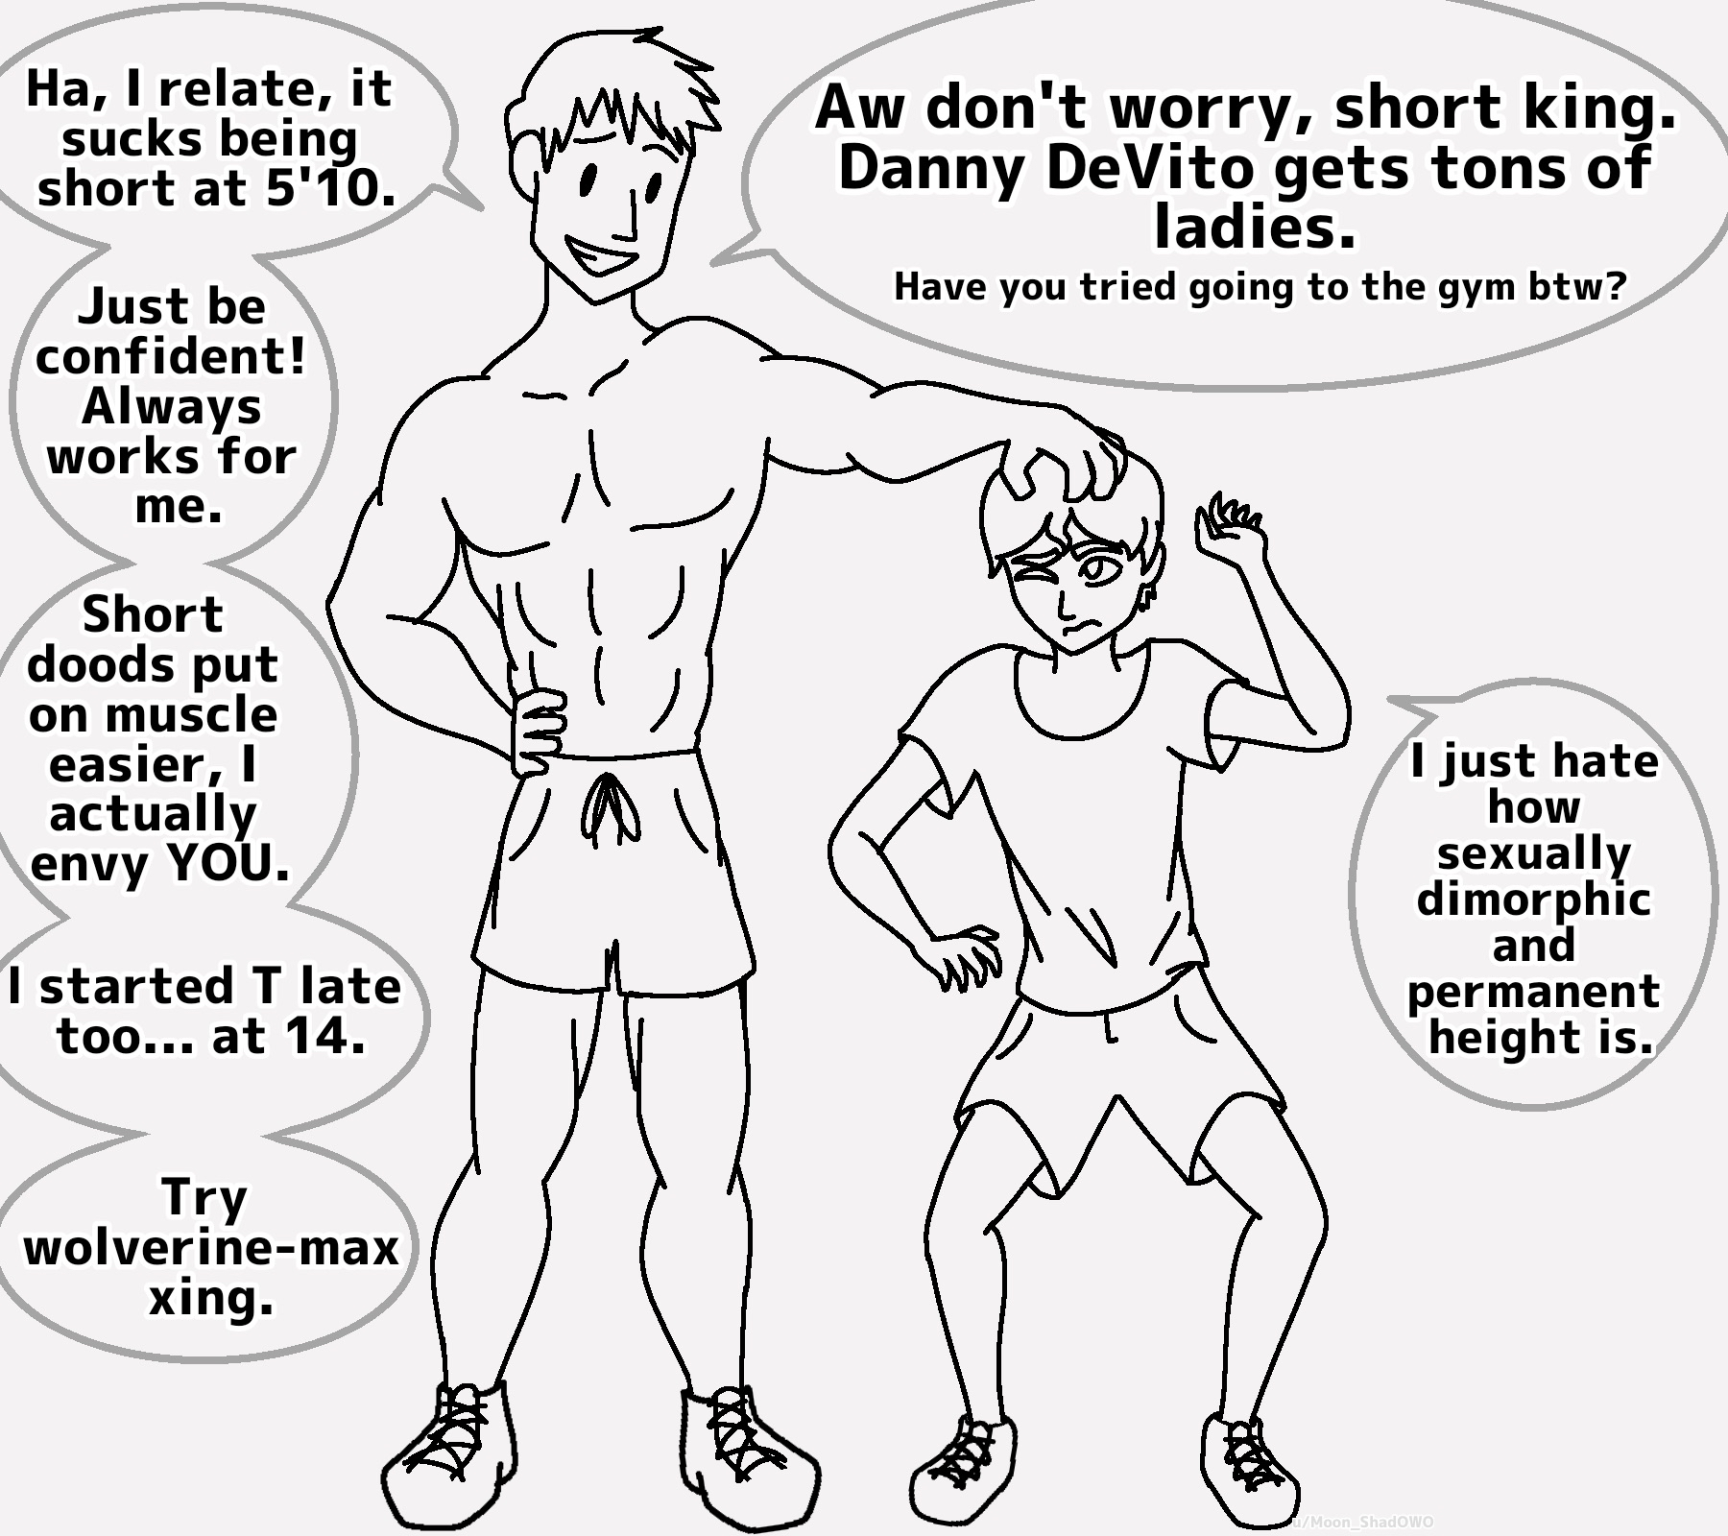 Ha, I relate, it
sucks being
short at 5'10.
Just be
confident!
Always
works for
me.
Short
doods put
on muscle
easier, I
actually
envy YOU.
I started T late
too... at 14.
Try
wolverine-max
xing.
Aw don't worry, short king.
Danny DeVito gets tons of
ladies.
Have you tried going to the gym btw?
I just hate
how
sexually
dimorphic
and
permanent
height is.
u/Moon_ShadOWO